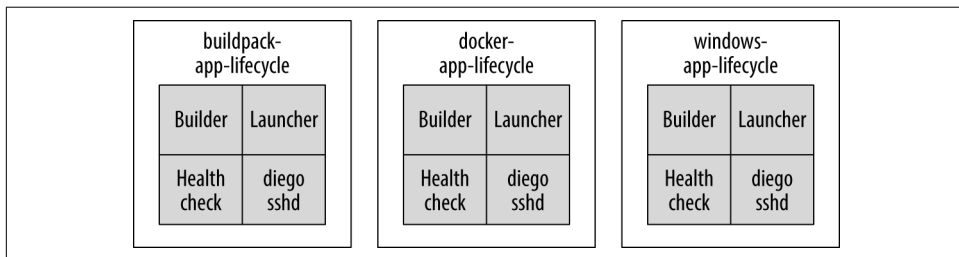 buildpack-
app-lifecycle
Builder
Launcher
Health
check
diego
sshd
docker-
app-lifecycle
Builder
Launcher
Health
check
diego
sshd
windows-
app-lifecycle
Builder
Launcher
Health
check
diego
sshd